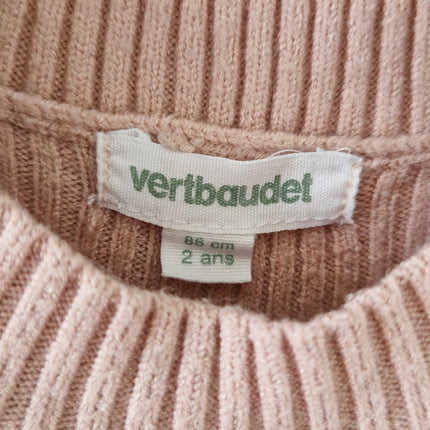 vertbaudet
86 cm
2 ans